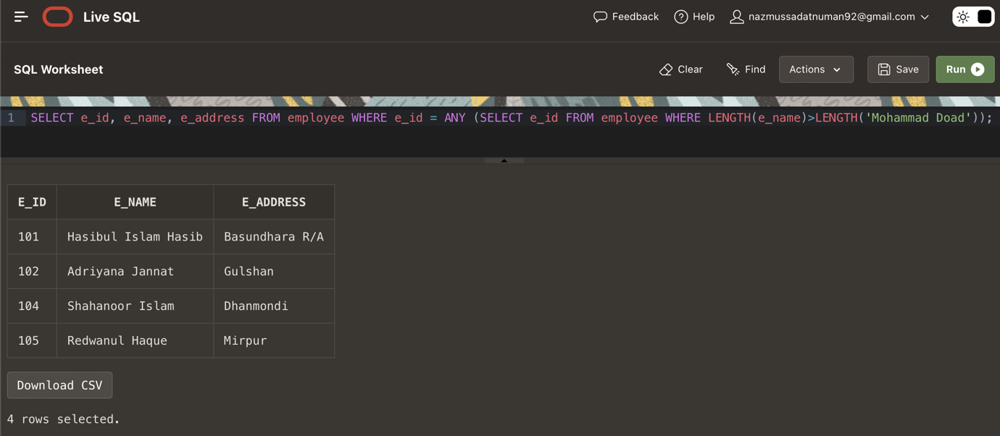 Live SQL Feedback Help nazmussadatnuman92@gmail.com
SQL Worksheet Clear Find Actions Save Run
1 SELECT e_id, e_name, e_address FROM employee WHERE e_id = ANY (SELECT e_id FROM employee WHERE LENGTH(e_name)>LENGTH('Mohammad Doad'));
E_ID E_NAME E_ADDRESS
101 Hasibul Islam Hasib Basundhara R/A
102 Adriyana Jannat Gulshan
104 Shahanoor Islam Dhanmondi
105 Redwanul Haque Mirpur
Download CSV
4 rows selected.